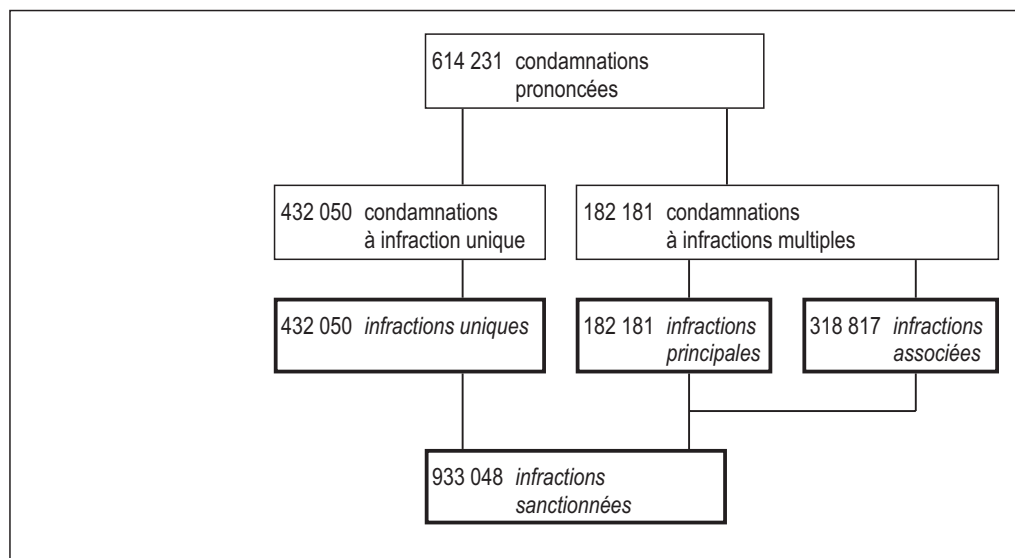 614 231 condamnations
prononcées
432 050 condamnations
à infraction unique
182 181 condamnations
à infractions multiples
432 050 infractions uniques
182 181 infractions
principales
318 817 infractions
associées
933 048 infractions
sanctionnées